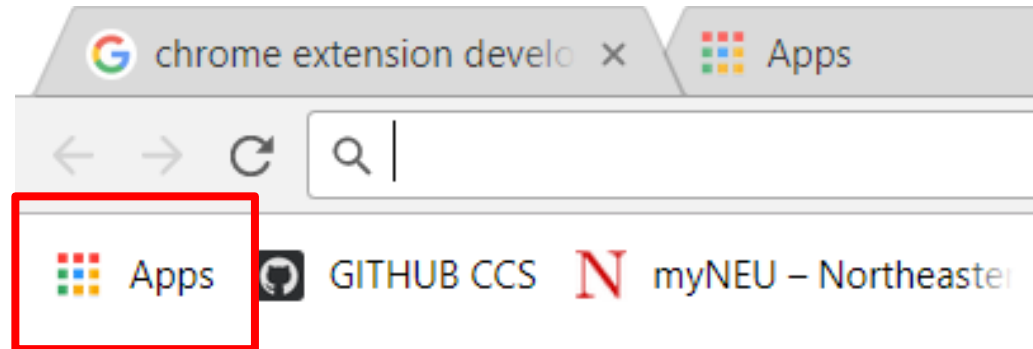 chrome extension develo Apps
Apps GITHUB CCS myNEU – Northeaster